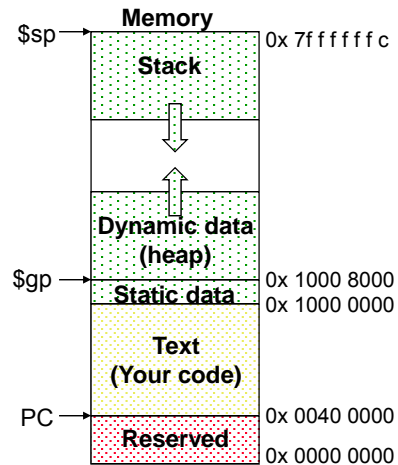 Memory
$sp
0x 7f f f f f f c
Stack
Dynamic data
(heap)
$gp
0x 1000 8000
Static data
0x 1000 0000
Text
(Your code)
PC
0x 0040 0000
Reserved
0x 0000 0000